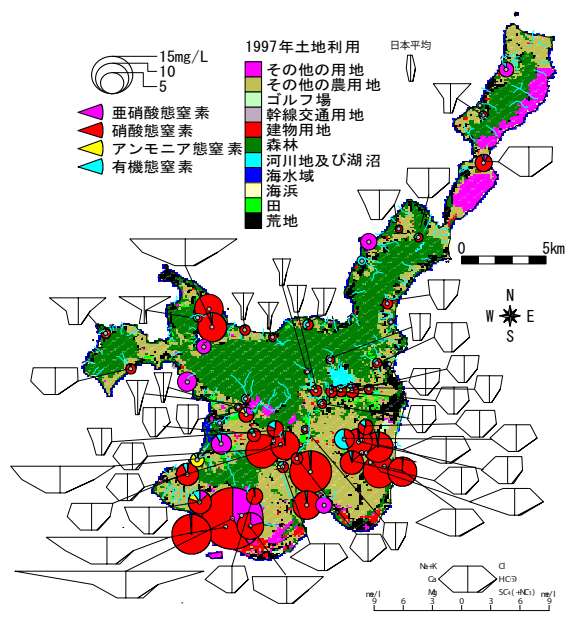 15mg/L
10
5
亜硝酸態窒素
硝酸態窒素
アンモニア態窒素
有機態窒素
1997年土地利用
その他の用地
その他の農用地
ゴルフ場
幹線交通用地
建物用地
森林
河川地及び湖沼
海水域
海浜
田
荒地
日本平均
0 5km
N
W E
S
Na+K Cl
Ca
Mg
me/l me/l
9 6 3 0 3 6 9